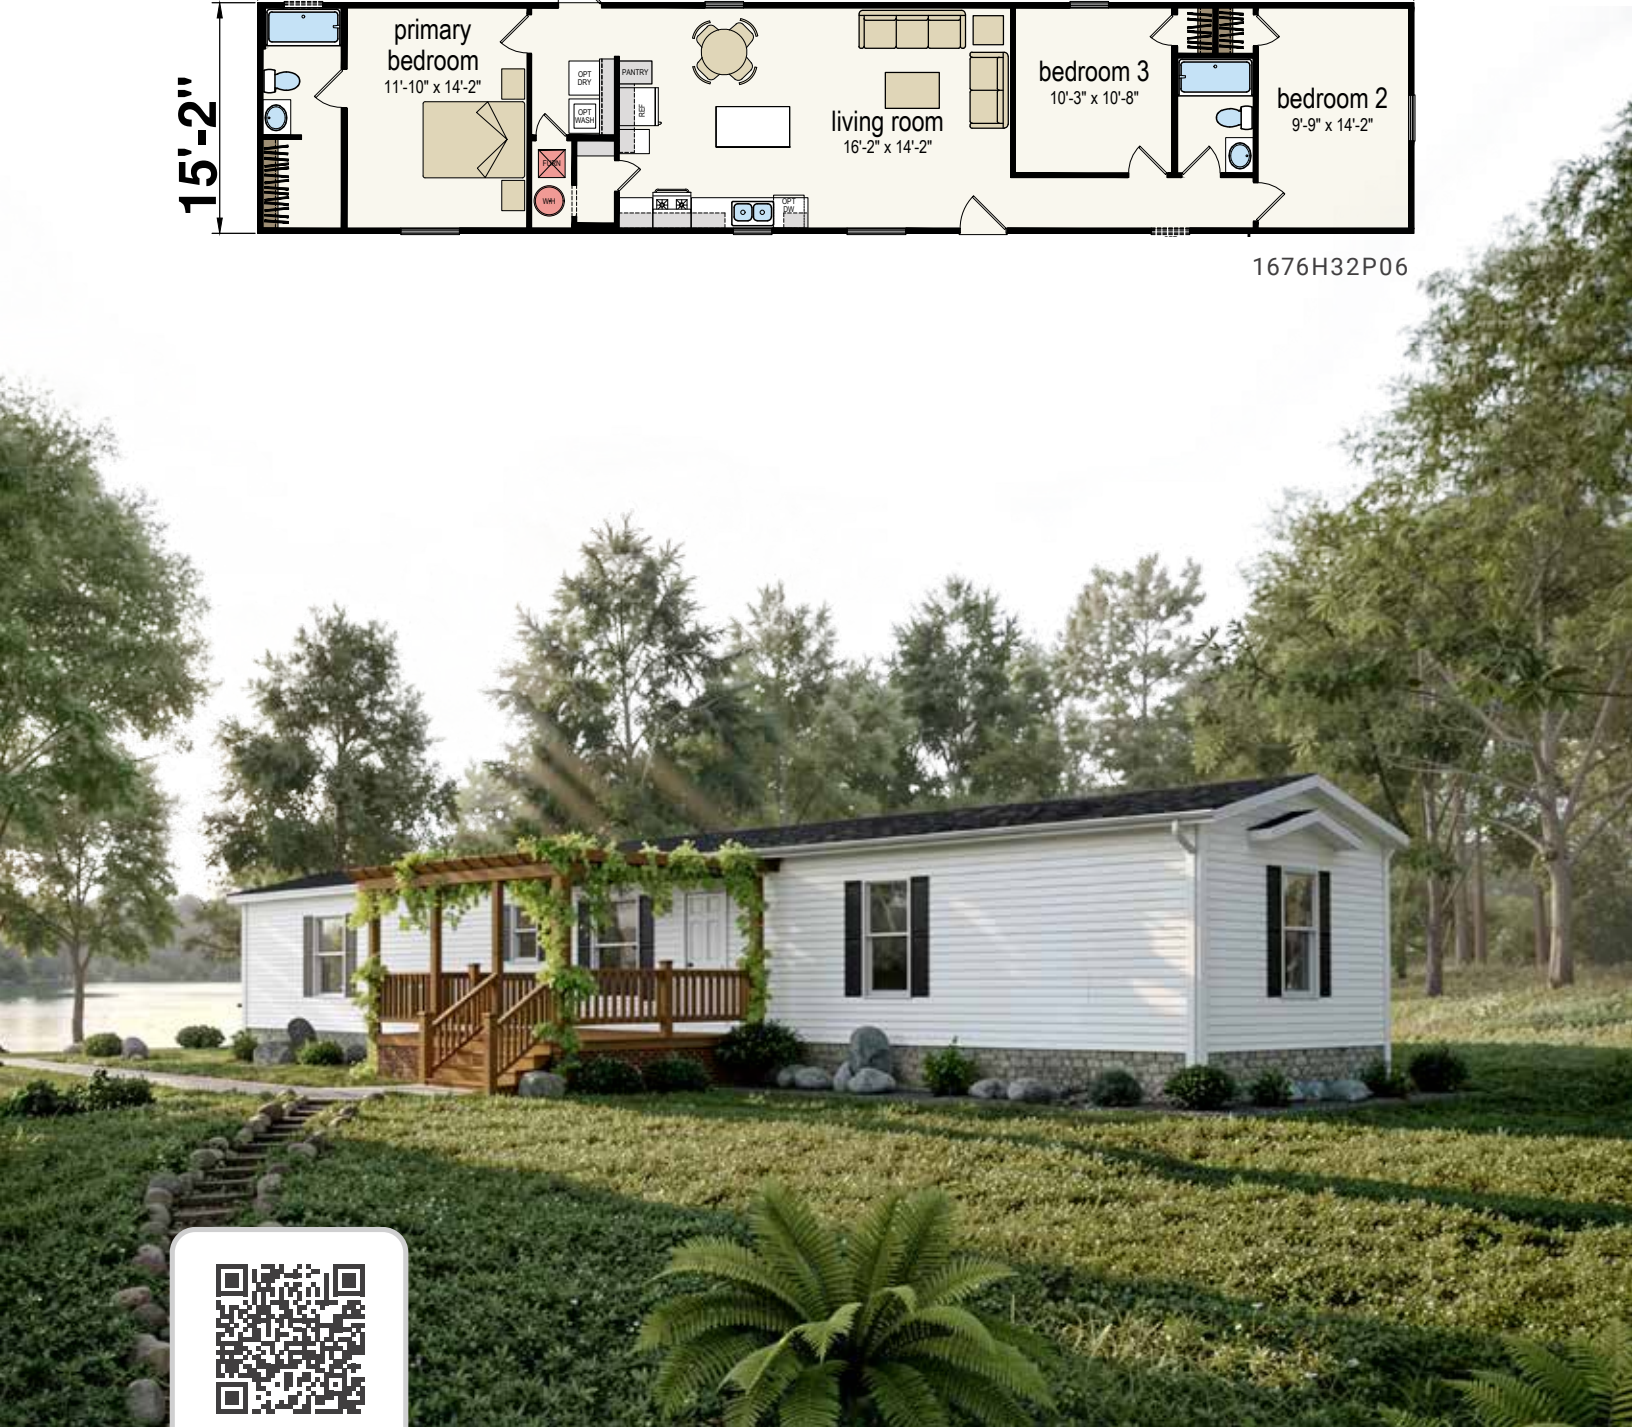 primary
bedroom
11'-10" x 14'-2"
OPT
DRY
OPT
WASH
PANTRY
REF
FURN
WH
living room
16'-2" x 14'-2"
OPT
DW
bedroom 3
10'-3" x 10'-8"
bedroom 2
9'-9" x 14'-2"
15'-2"
1676H32P06